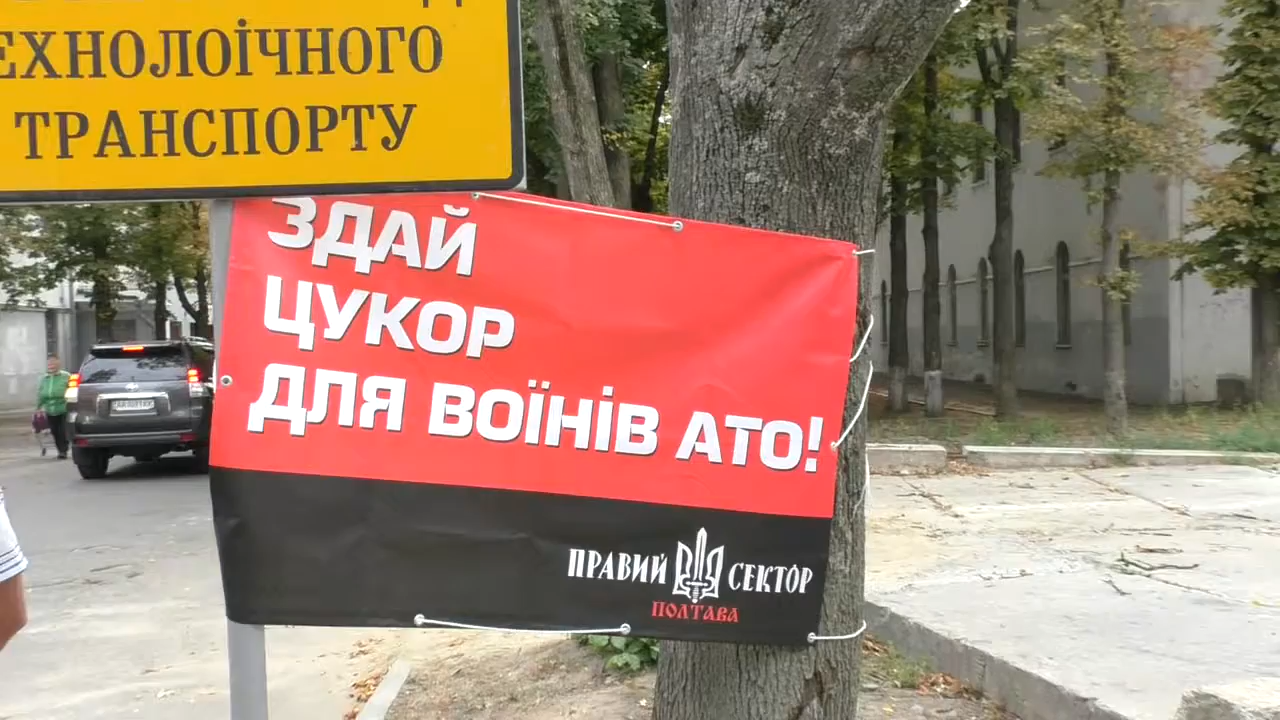 ЕХНОЛОІЧНОГО
ТРАНСПОРТУ
ЗДАЙ
ЦУКОР
ДЛЯ ВОЇНІВ АТО!
ПРАВИЙ СЕКТОР
ПОЛТАВА